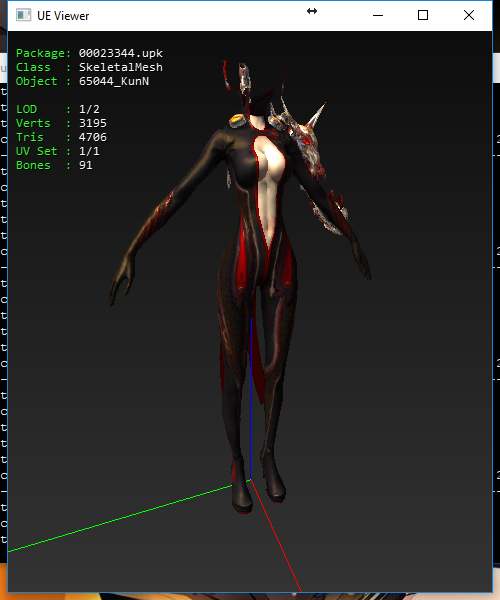 UE Viewer
Package: 00023344.upk
Class  : SkeletalMesh
Object : 65044_KunN
LOD    : 1/2
Verts  : 3195
Tris   : 4706
UV Set : 1/1
Bones  : 91